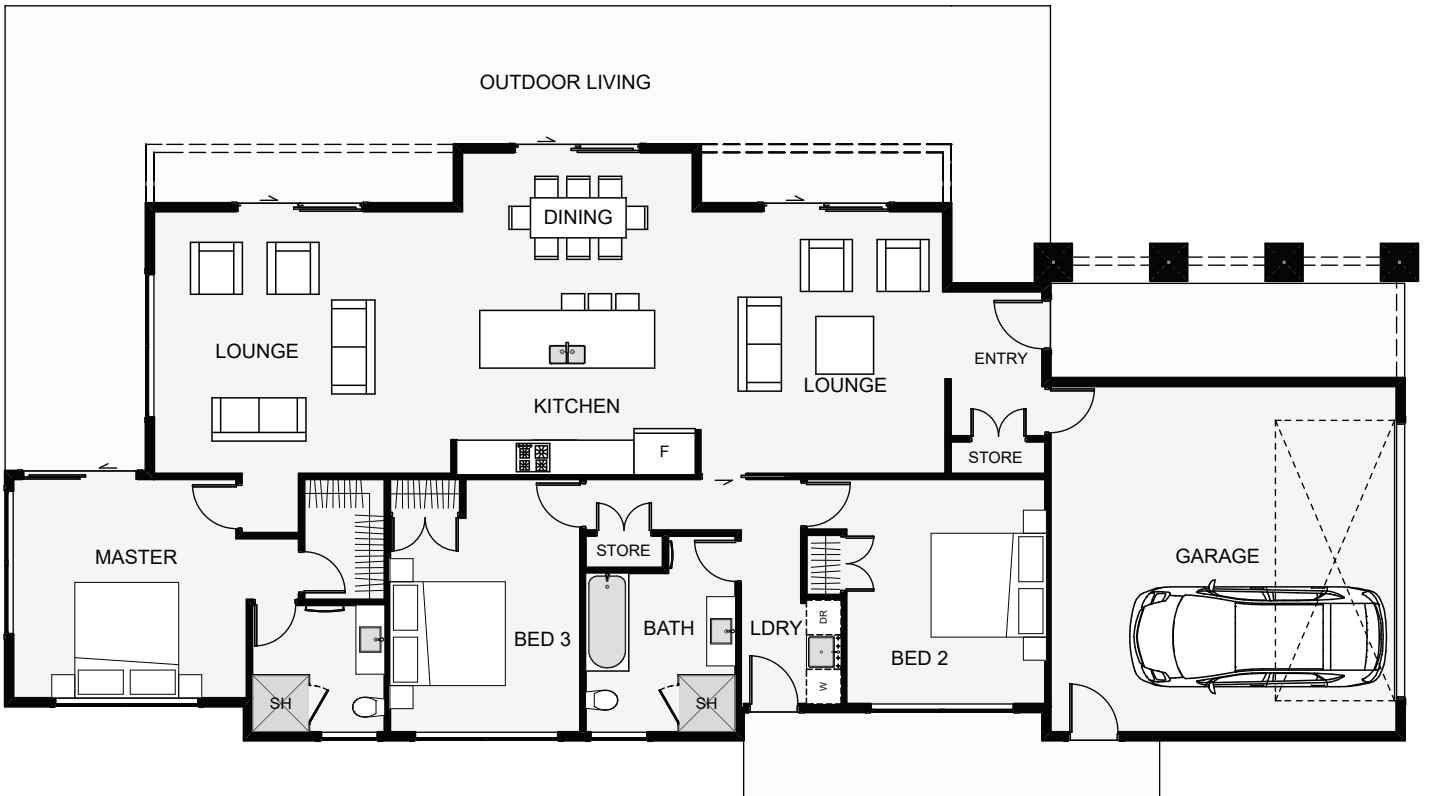 OUTDOOR LIVING
DINING
LOUNGE
ENTRY
LOUNGE
KITCHEN
F
STORE
STORE
MASTER
GARAGE
DR
BED 3
BATH
LDRY
BED 2
W
SH
SH